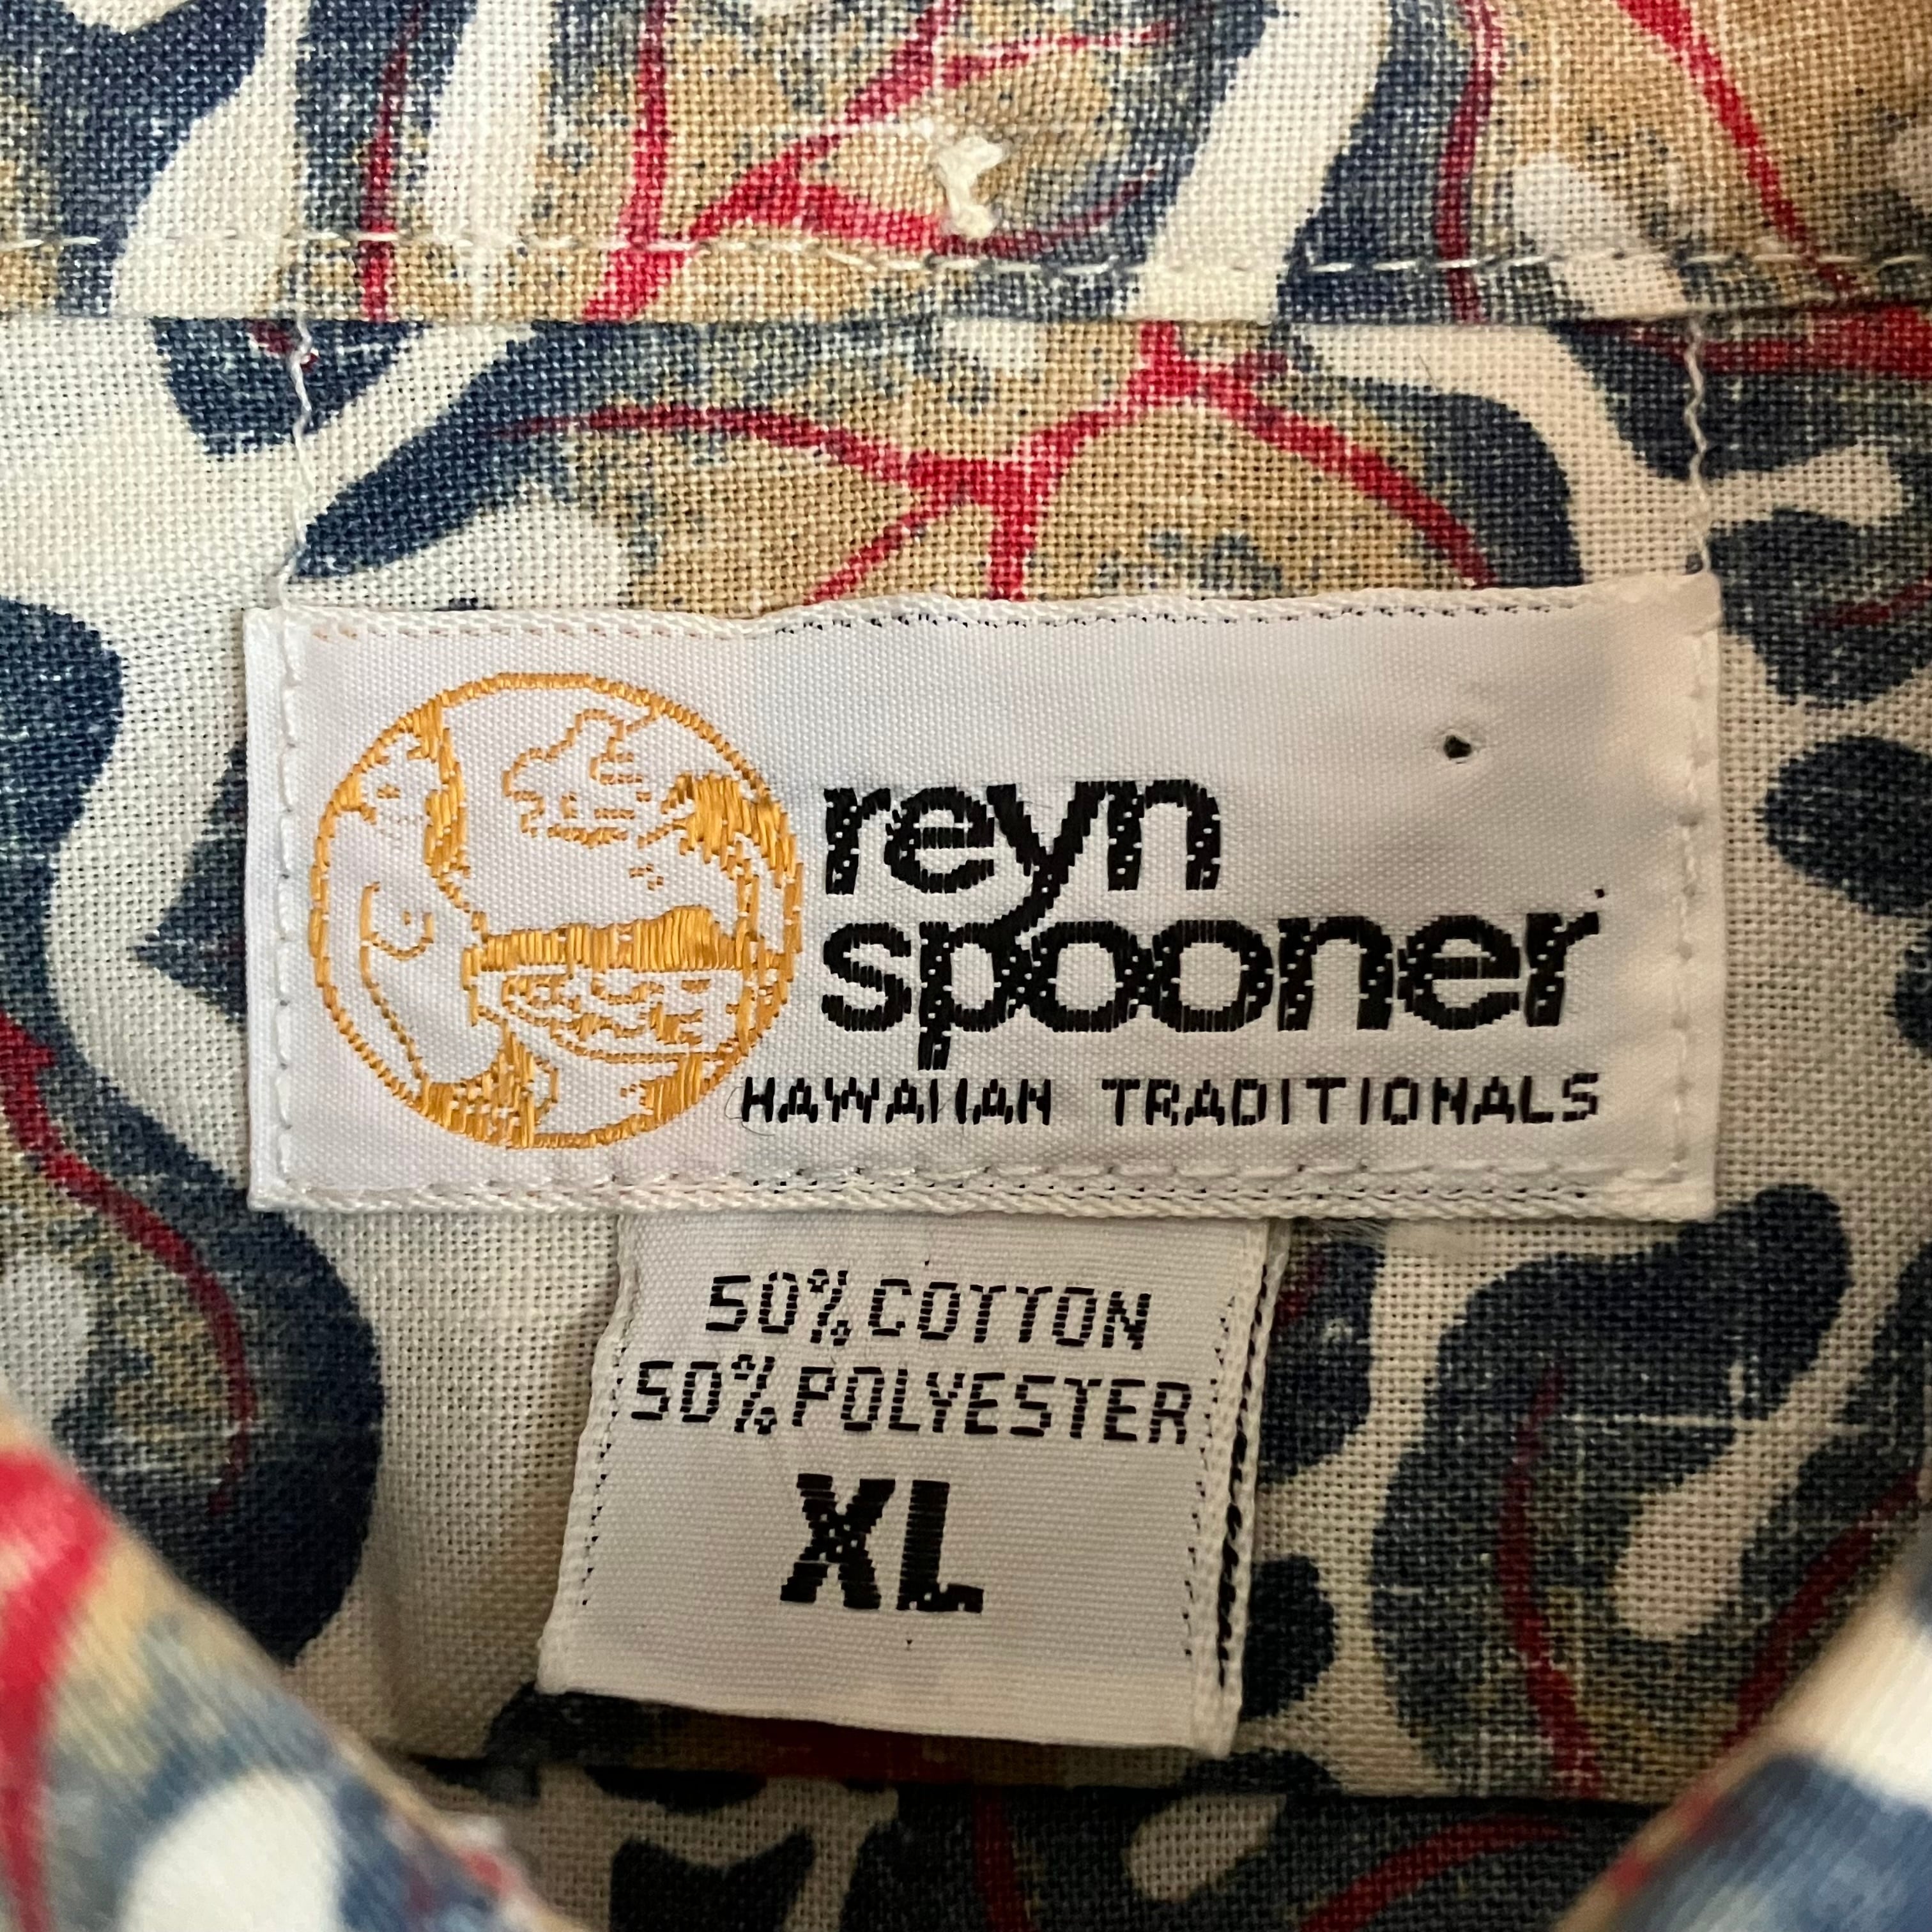 reyn
spooner
HAWAIIAN TRADITIONALS
50% COTTON
50% POLYESTER
XL